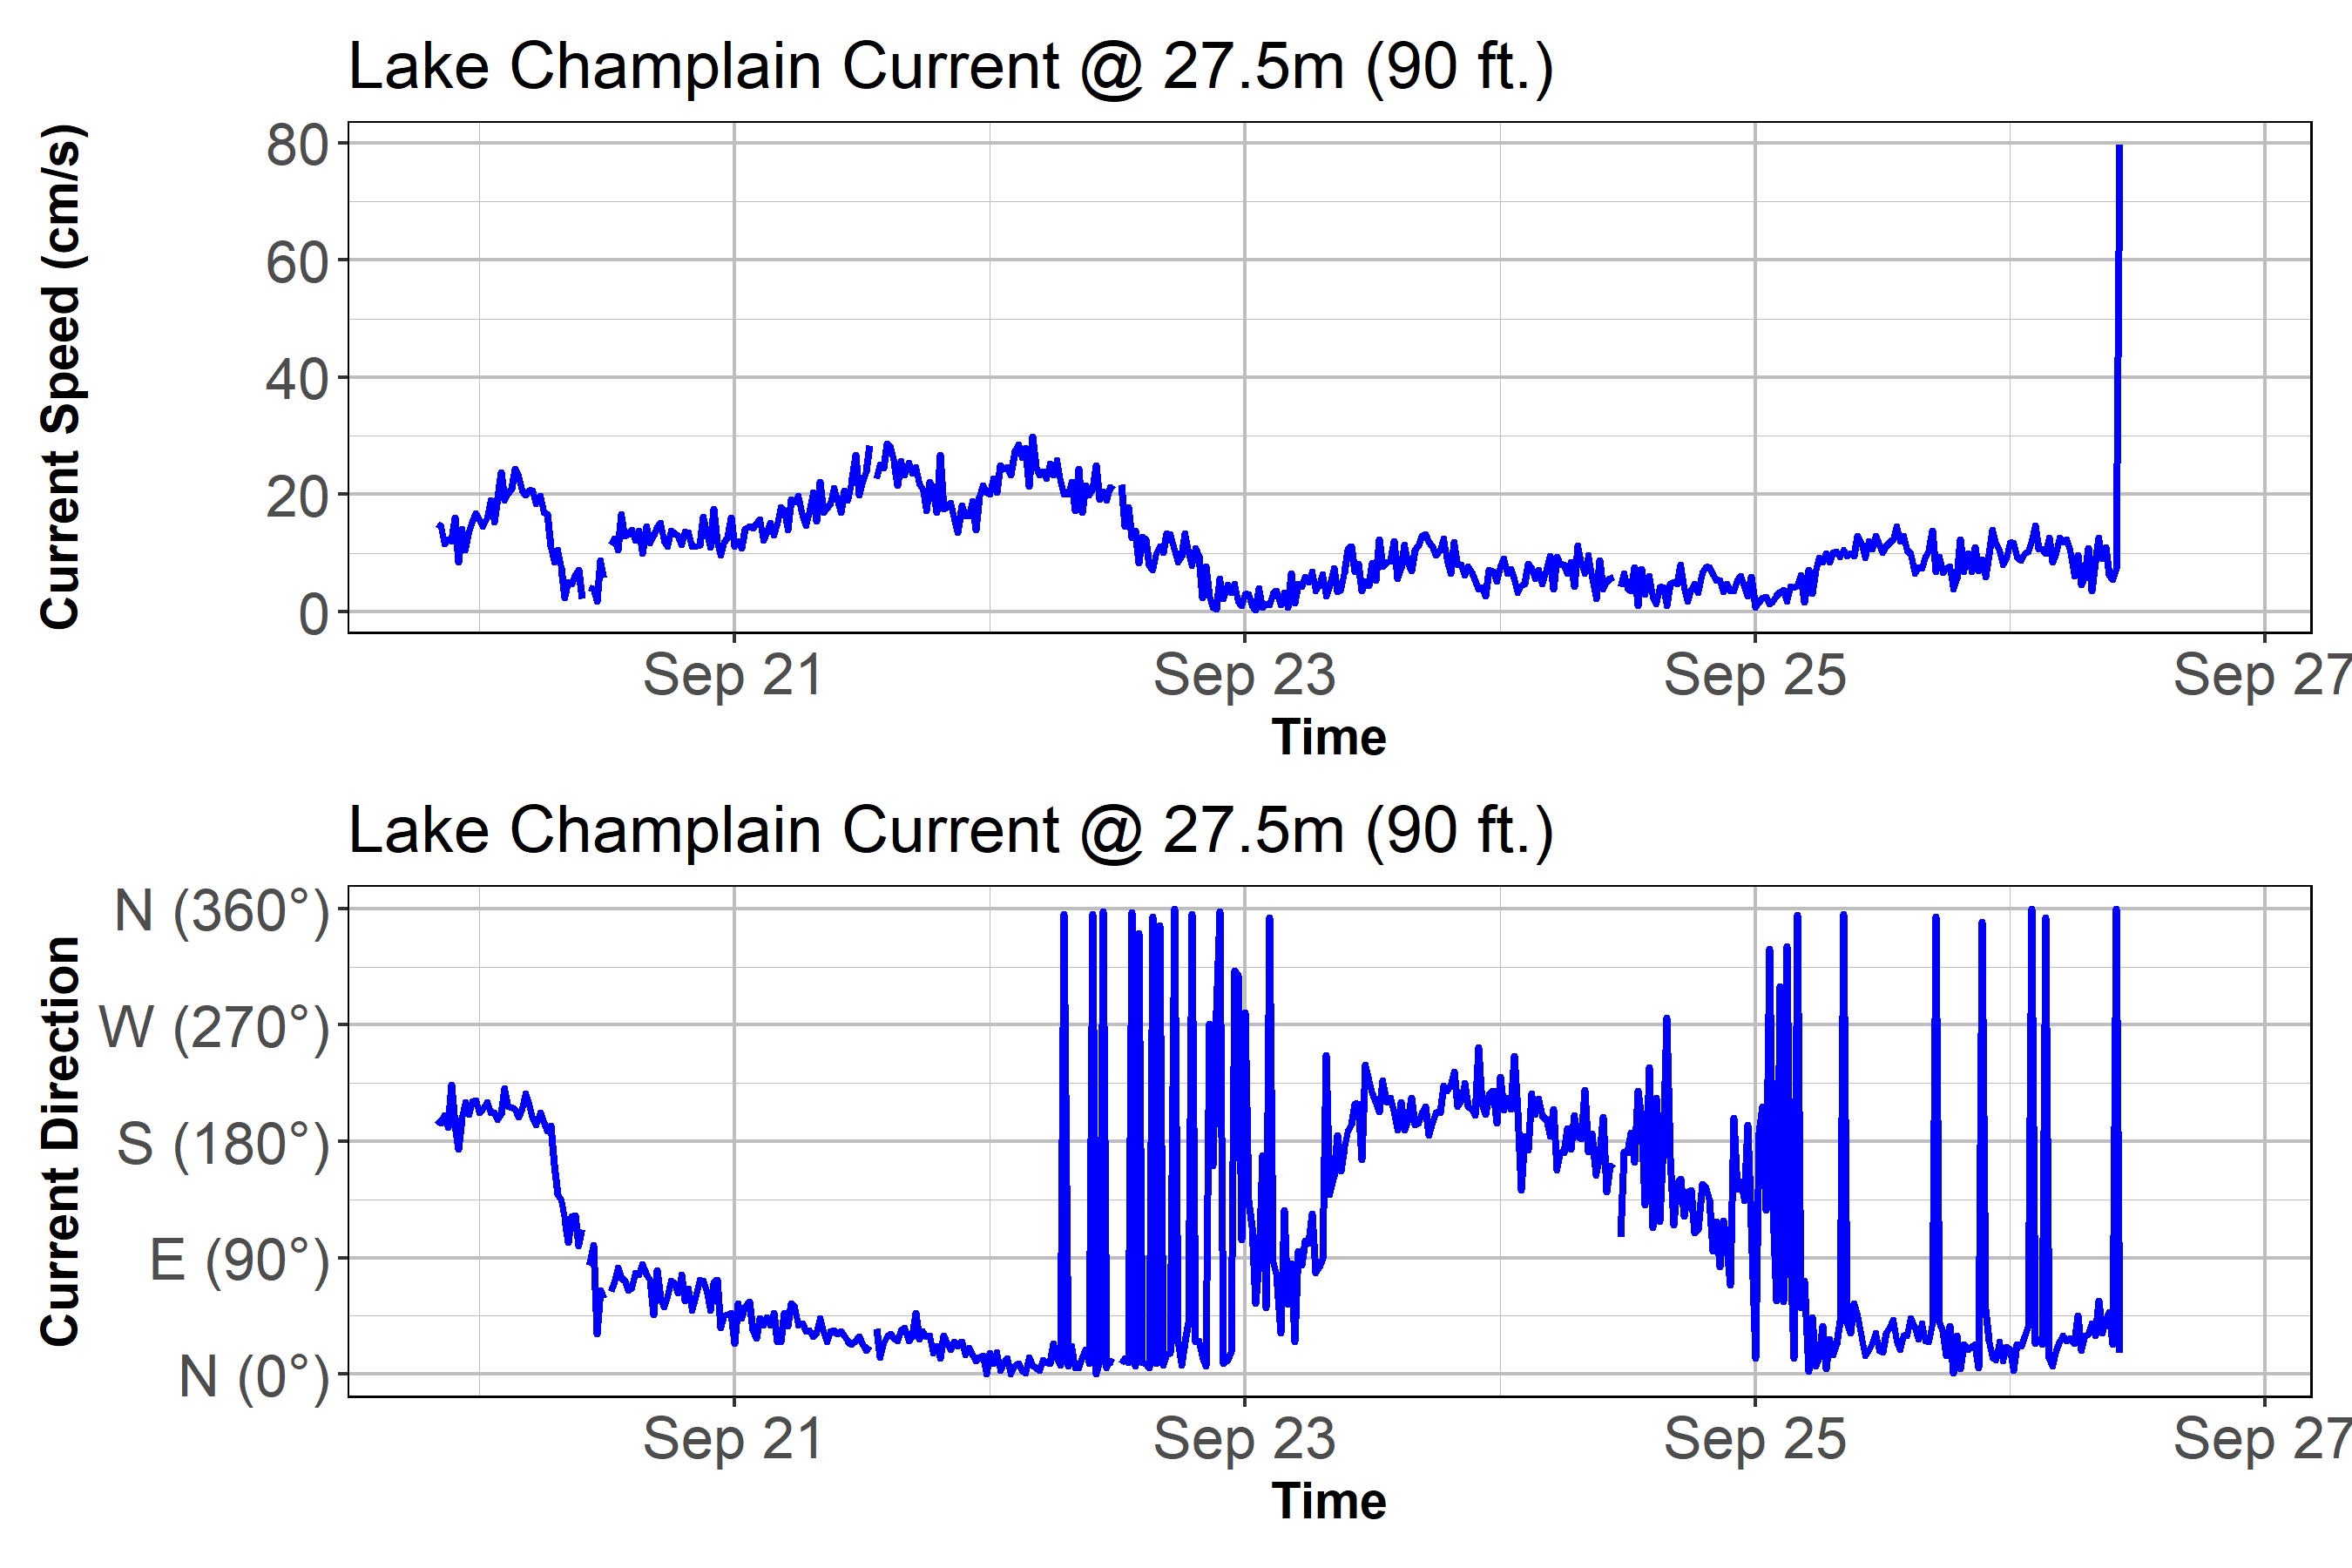 Lake Champlain Current @ 27.5m (90 ft.)
Current Speed (cm/s)
80
60
40
20
0
Sep 21 Sep 23 Sep 25 Sep 27
Time
Lake Champlain Current @ 27.5m (90 ft.)
Current Direction
N (360°)
W (270°)
S (180°)
E (90°)
N (0°)
Sep 21 Sep 23 Sep 25 Sep 27
Time